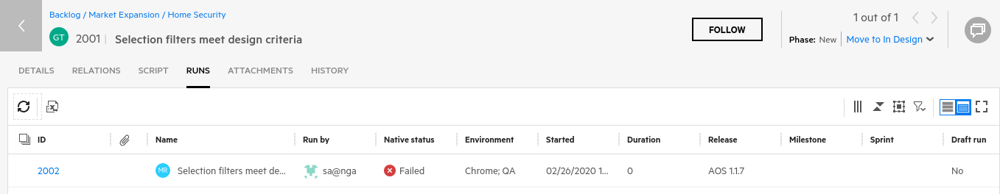 Backlog / Market Expansion / Home Security
GT 2001 Selection filters meet design criteria
FOLLOW
1 out of 1
Phase: New Move to In Design
DETAILS RELATIONS SCRIPT RUNS ATTACHMENTS HISTORY
ID Name Run by Native status Environment Started Duration Release Milestone Sprint Draft run
2002 MR Selection filters meet de... sa@nga Failed Chrome; QA 02/26/2020 1... 0 AOS 1.1.7 No